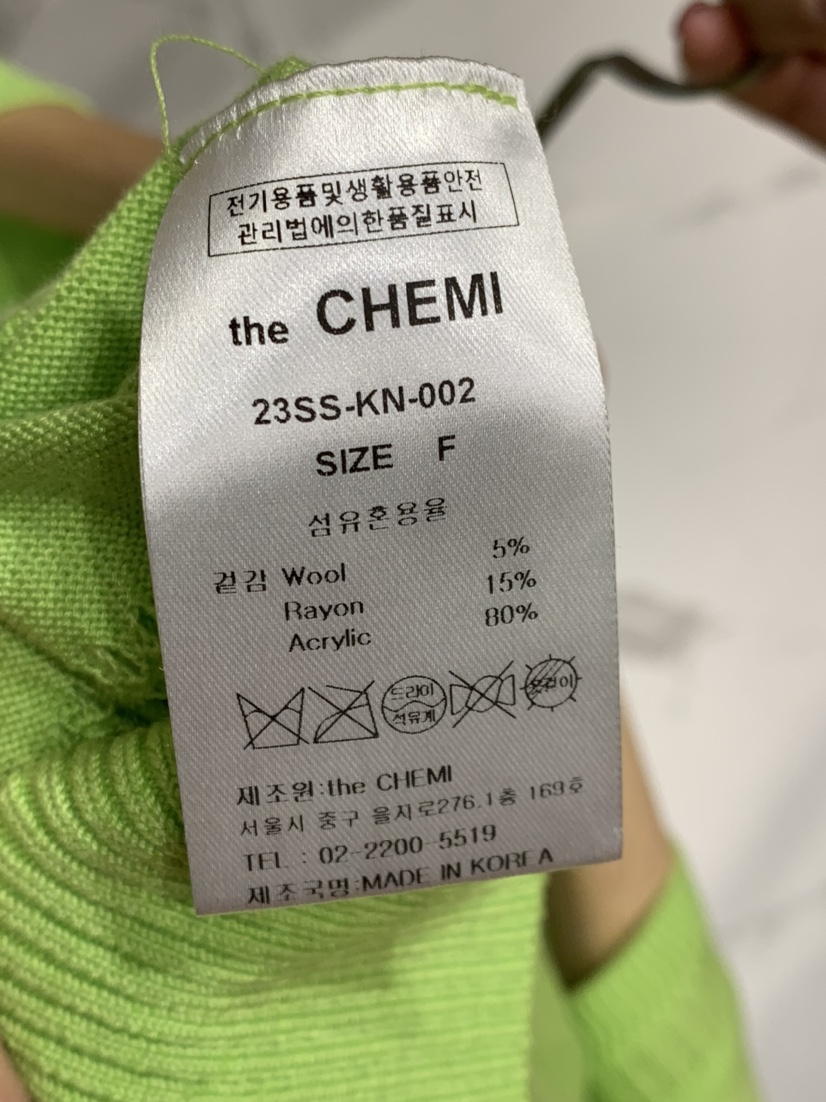 전기용품및생활용품안전
관리법에의한품질표시
the CHEMI
23SS-KN-002
SIZE F
섬유혼용율
겉감 Wool 5%
Rayon 15%
Acrylic 80%
드라이
석유계
옷걸이
제조원:the CHEMI
서울시 중구 을지로276.1층 169호
TEL : 02-2200-5519
제조국명:MADE IN KOREA